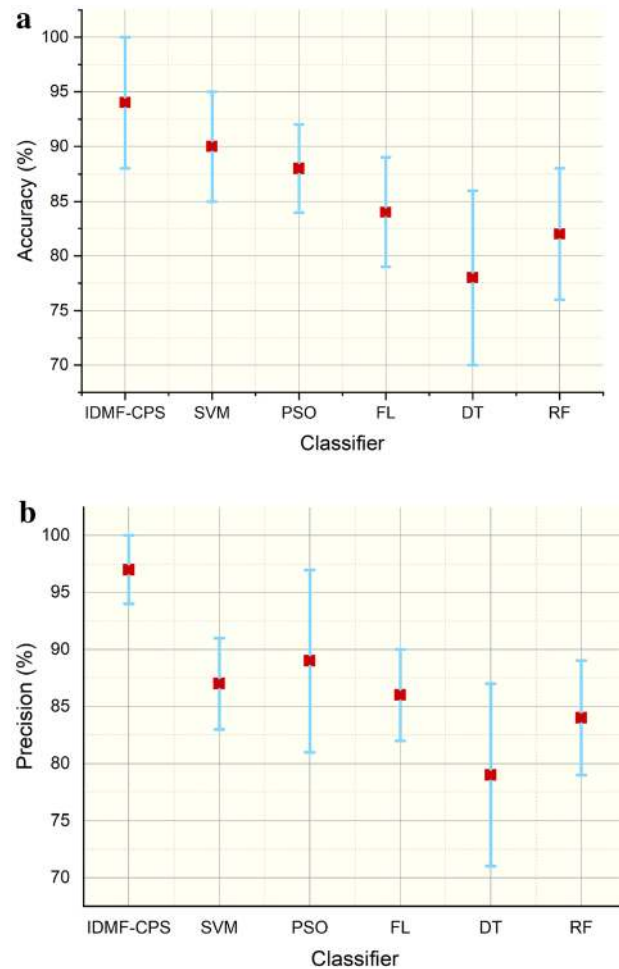 a
100
95
90
85
80
75
70
Accuracy (%)
IDMF-CPS SVM PSO FL DT RF
Classifier
b
100
95
90
85
80
75
70
Precision (%)
IDMF-CPS SVM PSO FL DT RF
Classifier